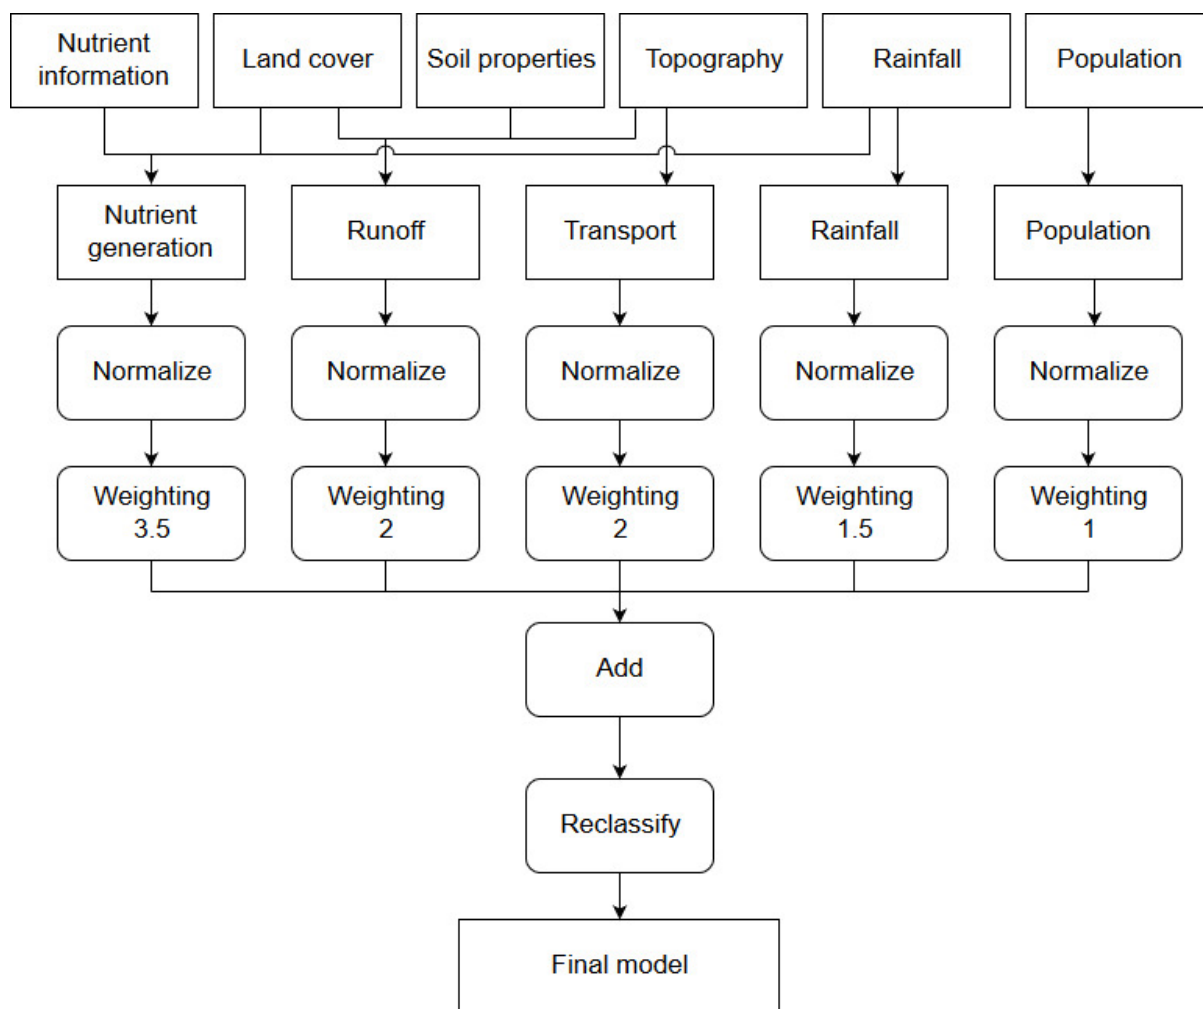 Nutrient
information
Land cover
Soil properties
Topography
Rainfall
Population
Nutrient
generation
Runoff
Transport
Rainfall
Population
Normalize
Normalize
Normalize
Normalize
Normalize
Weighting
3.5
Weighting
2
Weighting
2
Weighting
1.5
Weighting
1
Add
Reclassify
Final model